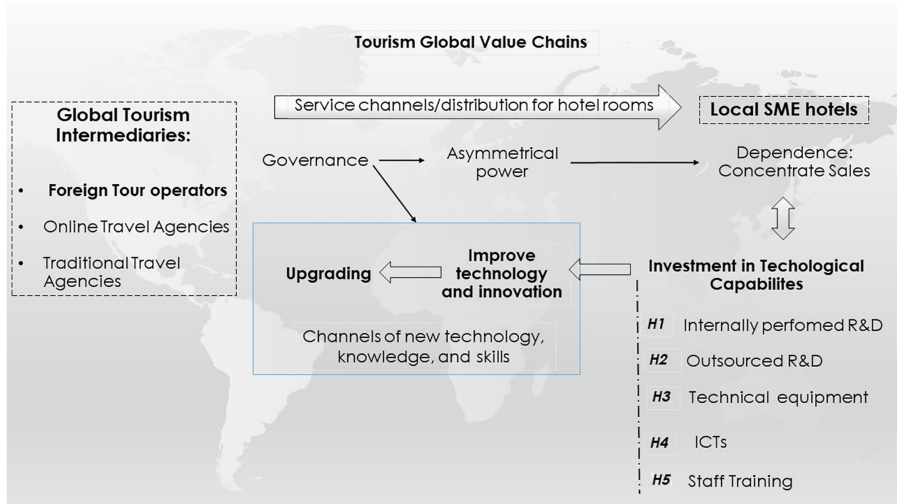 Tourism Global Value Chains
Global Tourism
Intermediaries:
• Foreign Tour operators
• Online Travel Agencies
• Traditional Travel
Agencies
Service channels/distribution for hotel rooms
Local SME hotels
Governance
Asymmetrical
power
Dependence:
Concentrate Sales
Upgrading
Improve
technology
and innovation
Channels of new technology,
knowledge, and skills
Investment in Techological
Capabilites
H1 Internally perfomed R&D
H2 Outsourced R&D
H3 Technical equipment
H4 ICTs
H5 Staff Training